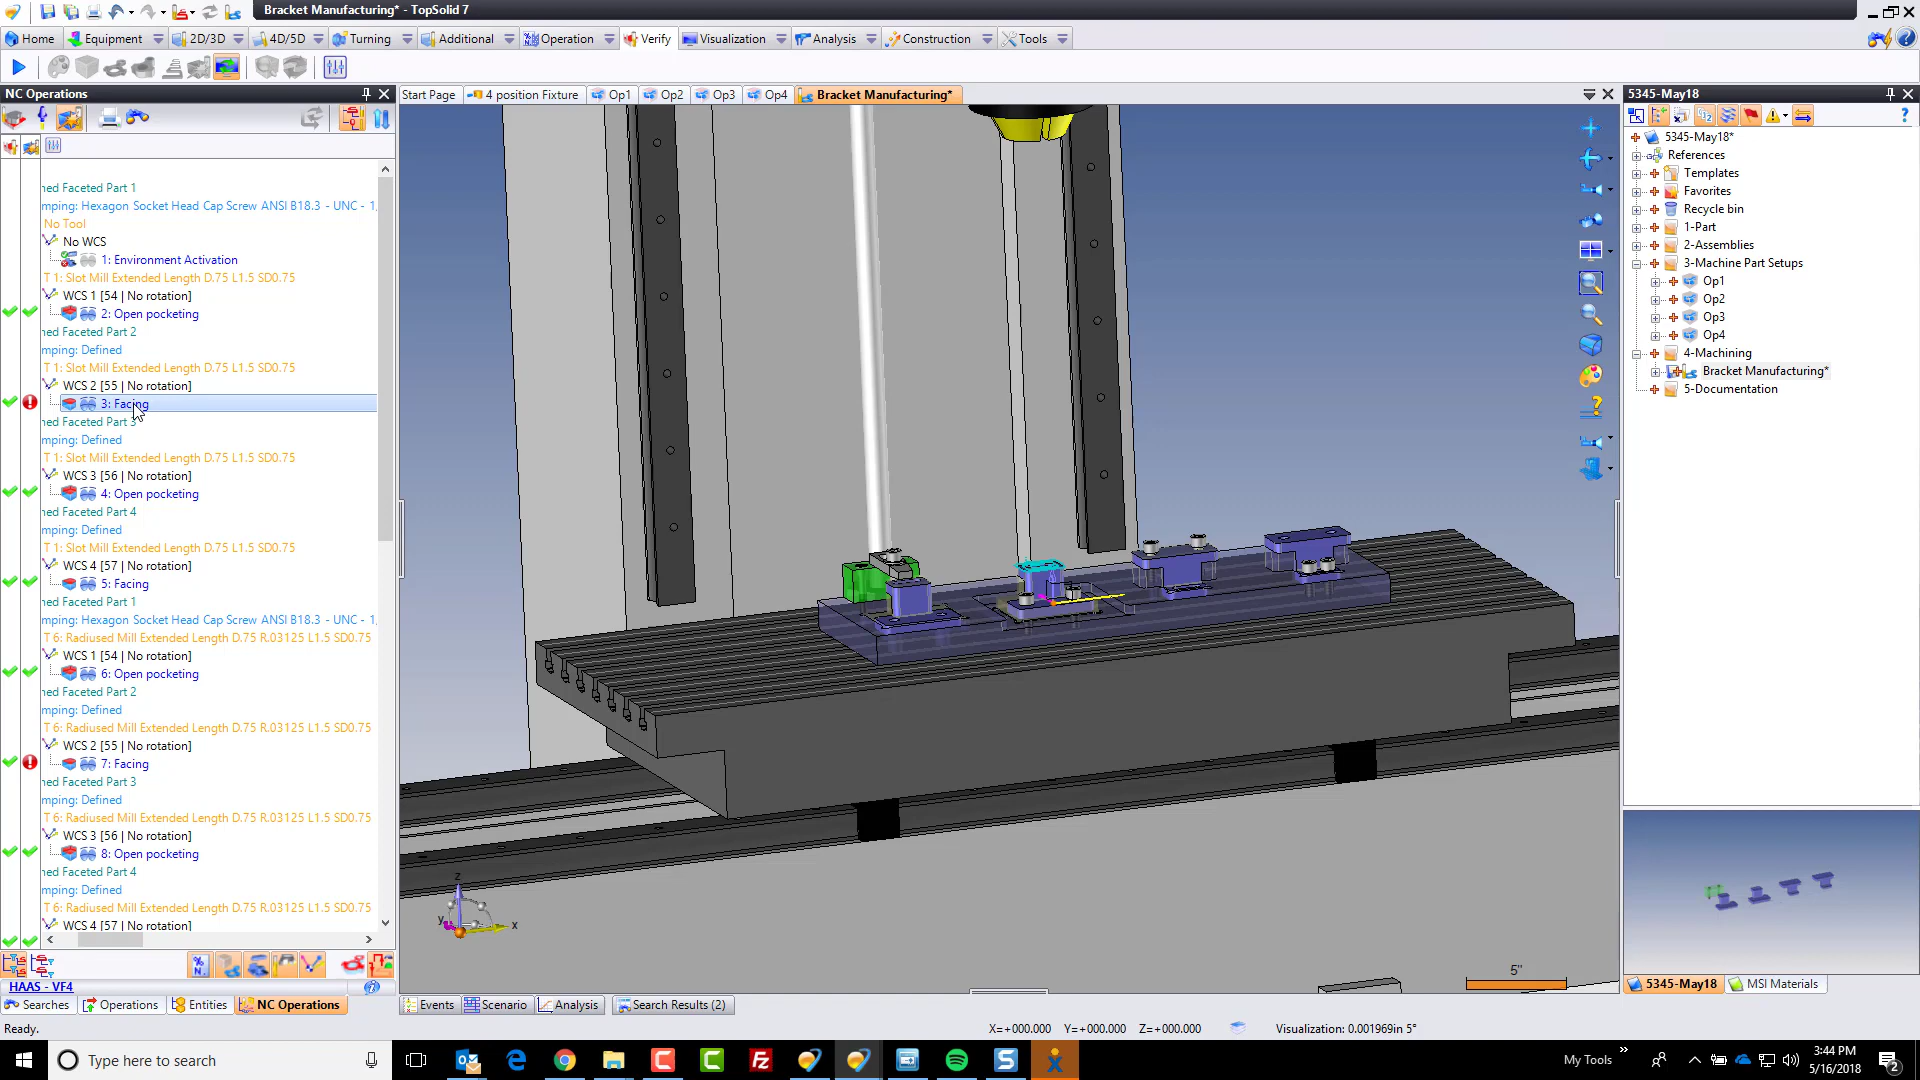 Bracket Manufacturing* - TopSolid 7
Home Equipment 2D/3D 4D/5D Turning Additional Operation Verify Visualization Analysis Construction Tools
NC Operations
Start Page 4 position Fixture Op1 Op2 Op3 Op4 Bracket Manufacturing*
5345-May18
ned Faceted Part 1
mping: Hexagon Socket Head Cap Screw ANSI B18.3 - UNC - 1,
No Tool
No WCS
1: Environment Activation
T 1: Slot Mill Extended Length D.75 L1.5 SD0.75
WCS 1 [54 | No rotation]
2: Open pocketing
ned Faceted Part 2
mping: Defined
T 1: Slot Mill Extended Length D.75 L1.5 SD0.75
WCS 2 [55 | No rotation]
3: Facing
ned Faceted Part 3
mping: Defined
T 1: Slot Mill Extended Length D.75 L1.5 SD0.75
WCS 3 [56 | No rotation]
4: Open pocketing
ned Faceted Part 4
mping: Defined
T 1: Slot Mill Extended Length D.75 L1.5 SD0.75
WCS 4 [57 | No rotation]
5: Facing
ned Faceted Part 1
mping: Hexagon Socket Head Cap Screw ANSI B18.3 - UNC - 1,
T 6: Radiused Mill Extended Length D.75 R.03125 L1.5 SD0.75
WCS 1 [54 | No rotation]
6: Open pocketing
ned Faceted Part 2
mping: Defined
T 6: Radiused Mill Extended Length D.75 R.03125 L1.5 SD0.75
WCS 2 [55 | No rotation]
7: Facing
ned Faceted Part 3
mping: Defined
T 6: Radiused Mill Extended Length D.75 R.03125 L1.5 SD0.75
WCS 3 [56 | No rotation]
8: Open pocketing
ned Faceted Part 4
mping: Defined
T 6: Radiused Mill Extended Length D.75 R.03125 L1.5 SD0.75
WCS 4 [57 | No rotation]
HAAS - VF4
Searches Operations Entities NC Operations
z
y
x
5"
5345-May18*
References
Templates
Favorites
Recycle bin
1-Part
2-Assemblies
3-Machine Part Setups
Op1
Op2
Op3
Op4
4-Machining
Bracket Manufacturing*
5-Documentation
5345-May18 MSI Materials
Events Scenario Analysis Search Results (2)
Ready.
X=+000.000 Y=+000.000 Z=+000.000 Visualization: 0.001969in 5°
Type here to search
My Tools
3:44 PM
5/16/2018
2